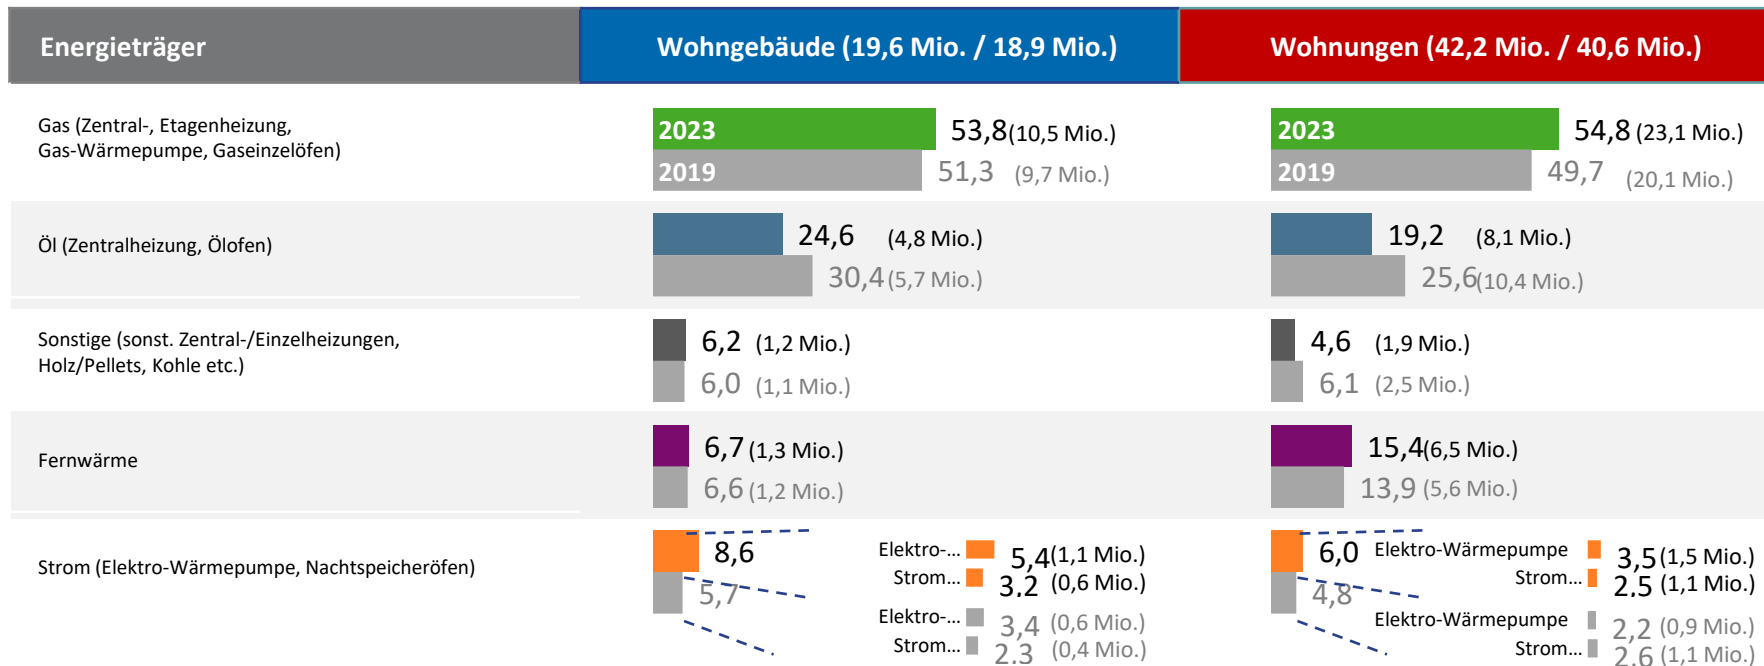 Energieträger
Wohngebäude (19,6 Mio. / 18,9 Mio.)
Wohnungen (42,2 Mio. / 40,6 Mio.)
Gas (Zentral-, Etagenheizung,
Gas-Wärmepumpe, Gaseinzelöfen)
2023 53,8 (10,5 Mio.)
2019 51,3 (9,7 Mio.)
2023 54,8 (23,1 Mio.)
2019 49,7 (20,1 Mio.)
Öl (Zentralheizung, Ölofen)
24,6 (4,8 Mio.)
30,4 (5,7 Mio.)
19,2 (8,1 Mio.)
25,6 (10,4 Mio.)
Sonstige (sonst. Zentral-/Einzelheizungen,
Holz/Pellets, Kohle etc.)
6,2 (1,2 Mio.)
6,0 (1,1 Mio.)
4,6 (1,9 Mio.)
6,1 (2,5 Mio.)
Fernwärme
6,7 (1,3 Mio.)
6,6 (1,2 Mio.)
15,4 (6,5 Mio.)
13,9 (5,6 Mio.)
Strom (Elektro-Wärmepumpe, Nachtspeicheröfen)
8,6
5,7
Elektro-... 5,4 (1,1 Mio.)
Strom... 3,2 (0,6 Mio.)
Elektro-... 3,4 (0,6 Mio.)
Strom... 2,3 (0,4 Mio.)
6,0
4,8
Elektro-Wärmepumpe 3,5 (1,5 Mio.)
Strom... 2,5 (1,1 Mio.)
Elektro-Wärmepumpe 2,2 (0,9 Mio.)
Strom... 2,6 (1,1 Mio.)